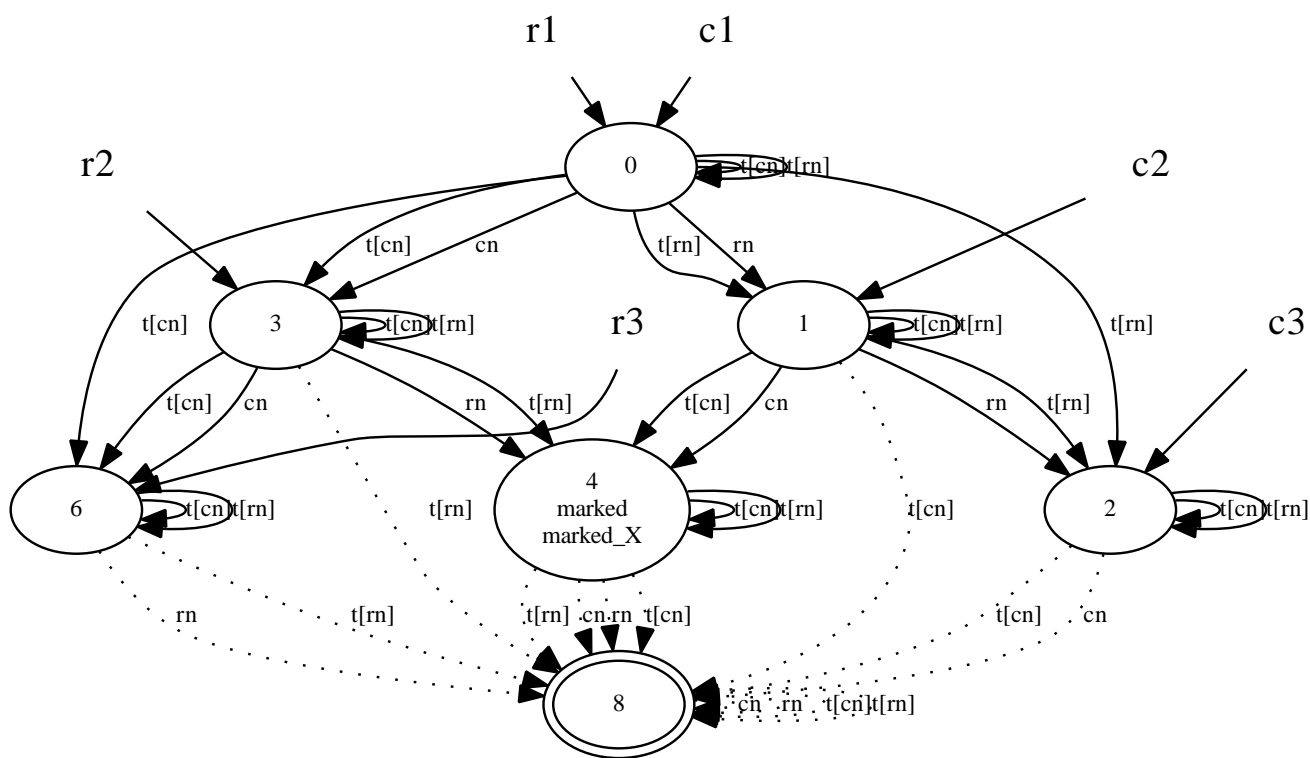 r1
c1
r2
0
t[cn]
t[rn]
c2
t[cn]
cn
t[rn]
rn
t[cn]
3
t[cn]
t[rn]
r3
1
t[cn]
t[rn]
t[rn]
c3
t[cn]
cn
rn
t[rn]
t[cn]
cn
rn
t[rn]
6
t[cn]
t[rn]
t[rn]
4
marked
marked_X
t[cn]
t[rn]
t[cn]
2
t[cn]
t[rn]
rn
t[rn]
t[rn]
cn
rn
t[cn]
t[cn]
cn
8
cn
rn
t[cn]
t[rn]